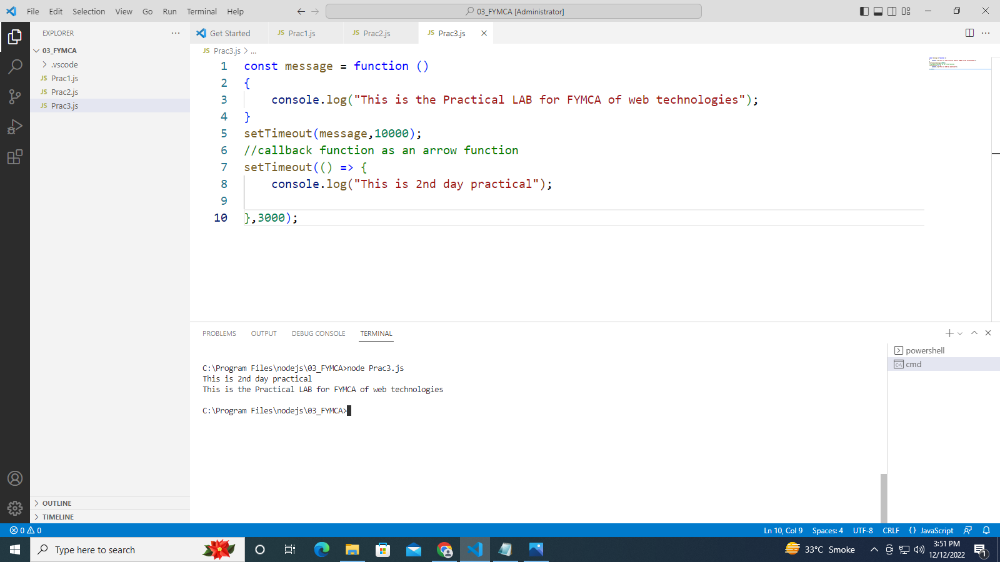 File Edit Selection View Go Run Terminal Help
03_FYMCA [Administrator]
EXPLORER
03_FYMCA
.vscode
JS Prac1.js
JS Prac2.js
JS Prac3.js
OUTLINE
TIMELINE
Get Started JS Prac1.js JS Prac2.js JS Prac3.js
JS Prac3.js > ...
1 const message = function ()
2 {
3 console.log("This is the Practical LAB for FYMCA of web technologies");
4 }
5 setTimeout(message,10000);
6 //callback function as an arrow function
7 setTimeout(() => {
8 console.log("This is 2nd day practical");
9
10 },3000);
PROBLEMS OUTPUT DEBUG CONSOLE TERMINAL
C:\Program Files\nodejs\03_FYMCA>node Prac3.js
This is 2nd day practical
This is the Practical LAB for FYMCA of web technologies
C:\Program Files\nodejs\03_FYMCA>
powershell
cmd
0 0 Ln 10, Col 9 Spaces: 4 UTF-8 CRLF {} JavaScript
Type here to search
33°C Smoke
3:51 PM
12/12/2022
1